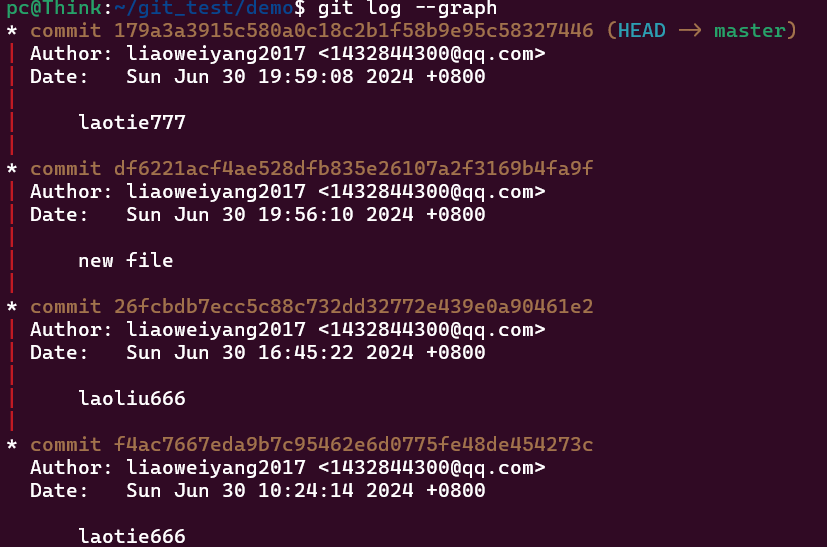 pc@Think:~/git_test/demo$ git log --graph
* commit 179a3a3915c580a0c18c2b1f58b9e95c58327446 (HEAD -> master)
| Author: liaoweiyang2017 <1432844300@qq.com>
| Date:   Sun Jun 30 19:59:08 2024 +0800
|
|     laotie777
|
* commit df6221acf4ae528dfb835e26107a2f3169b4fa9f
| Author: liaoweiyang2017 <1432844300@qq.com>
| Date:   Sun Jun 30 19:56:10 2024 +0800
|
|     new file
|
* commit 26fcbdb7ecc5c88c732dd32772e439e0a90461e2
| Author: liaoweiyang2017 <1432844300@qq.com>
| Date:   Sun Jun 30 16:45:22 2024 +0800
|
|     laoliu666
|
* commit f4ac7667eda9b7c95462e6d0775fe48de454273c
  Author: liaoweiyang2017 <1432844300@qq.com>
  Date:   Sun Jun 30 10:24:14 2024 +0800

      laotie666